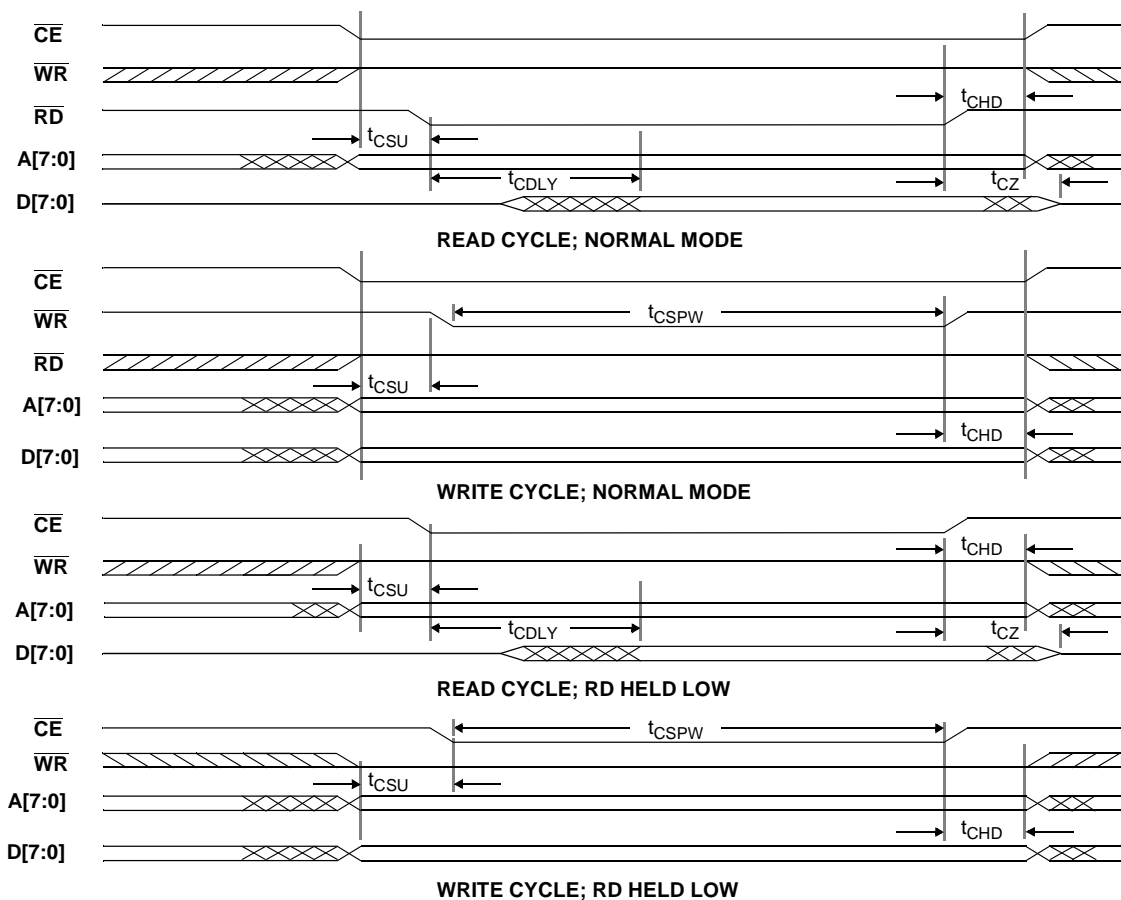 CE
WR
tCHD
RD
tCSU
A[7:0]
tCDLY
tCZ
D[7:0]
READ CYCLE; NORMAL MODE
CE
WR
tCSPW
RD
tCSU
A[7:0]
tCHD
D[7:0]
WRITE CYCLE; NORMAL MODE
CE
tCHD
WR
tCSU
A[7:0]
tCDLY
tCZ
D[7:0]
READ CYCLE; RD HELD LOW
CE
tCSPW
WR
tCSU
A[7:0]
tCHD
D[7:0]
WRITE CYCLE; RD HELD LOW